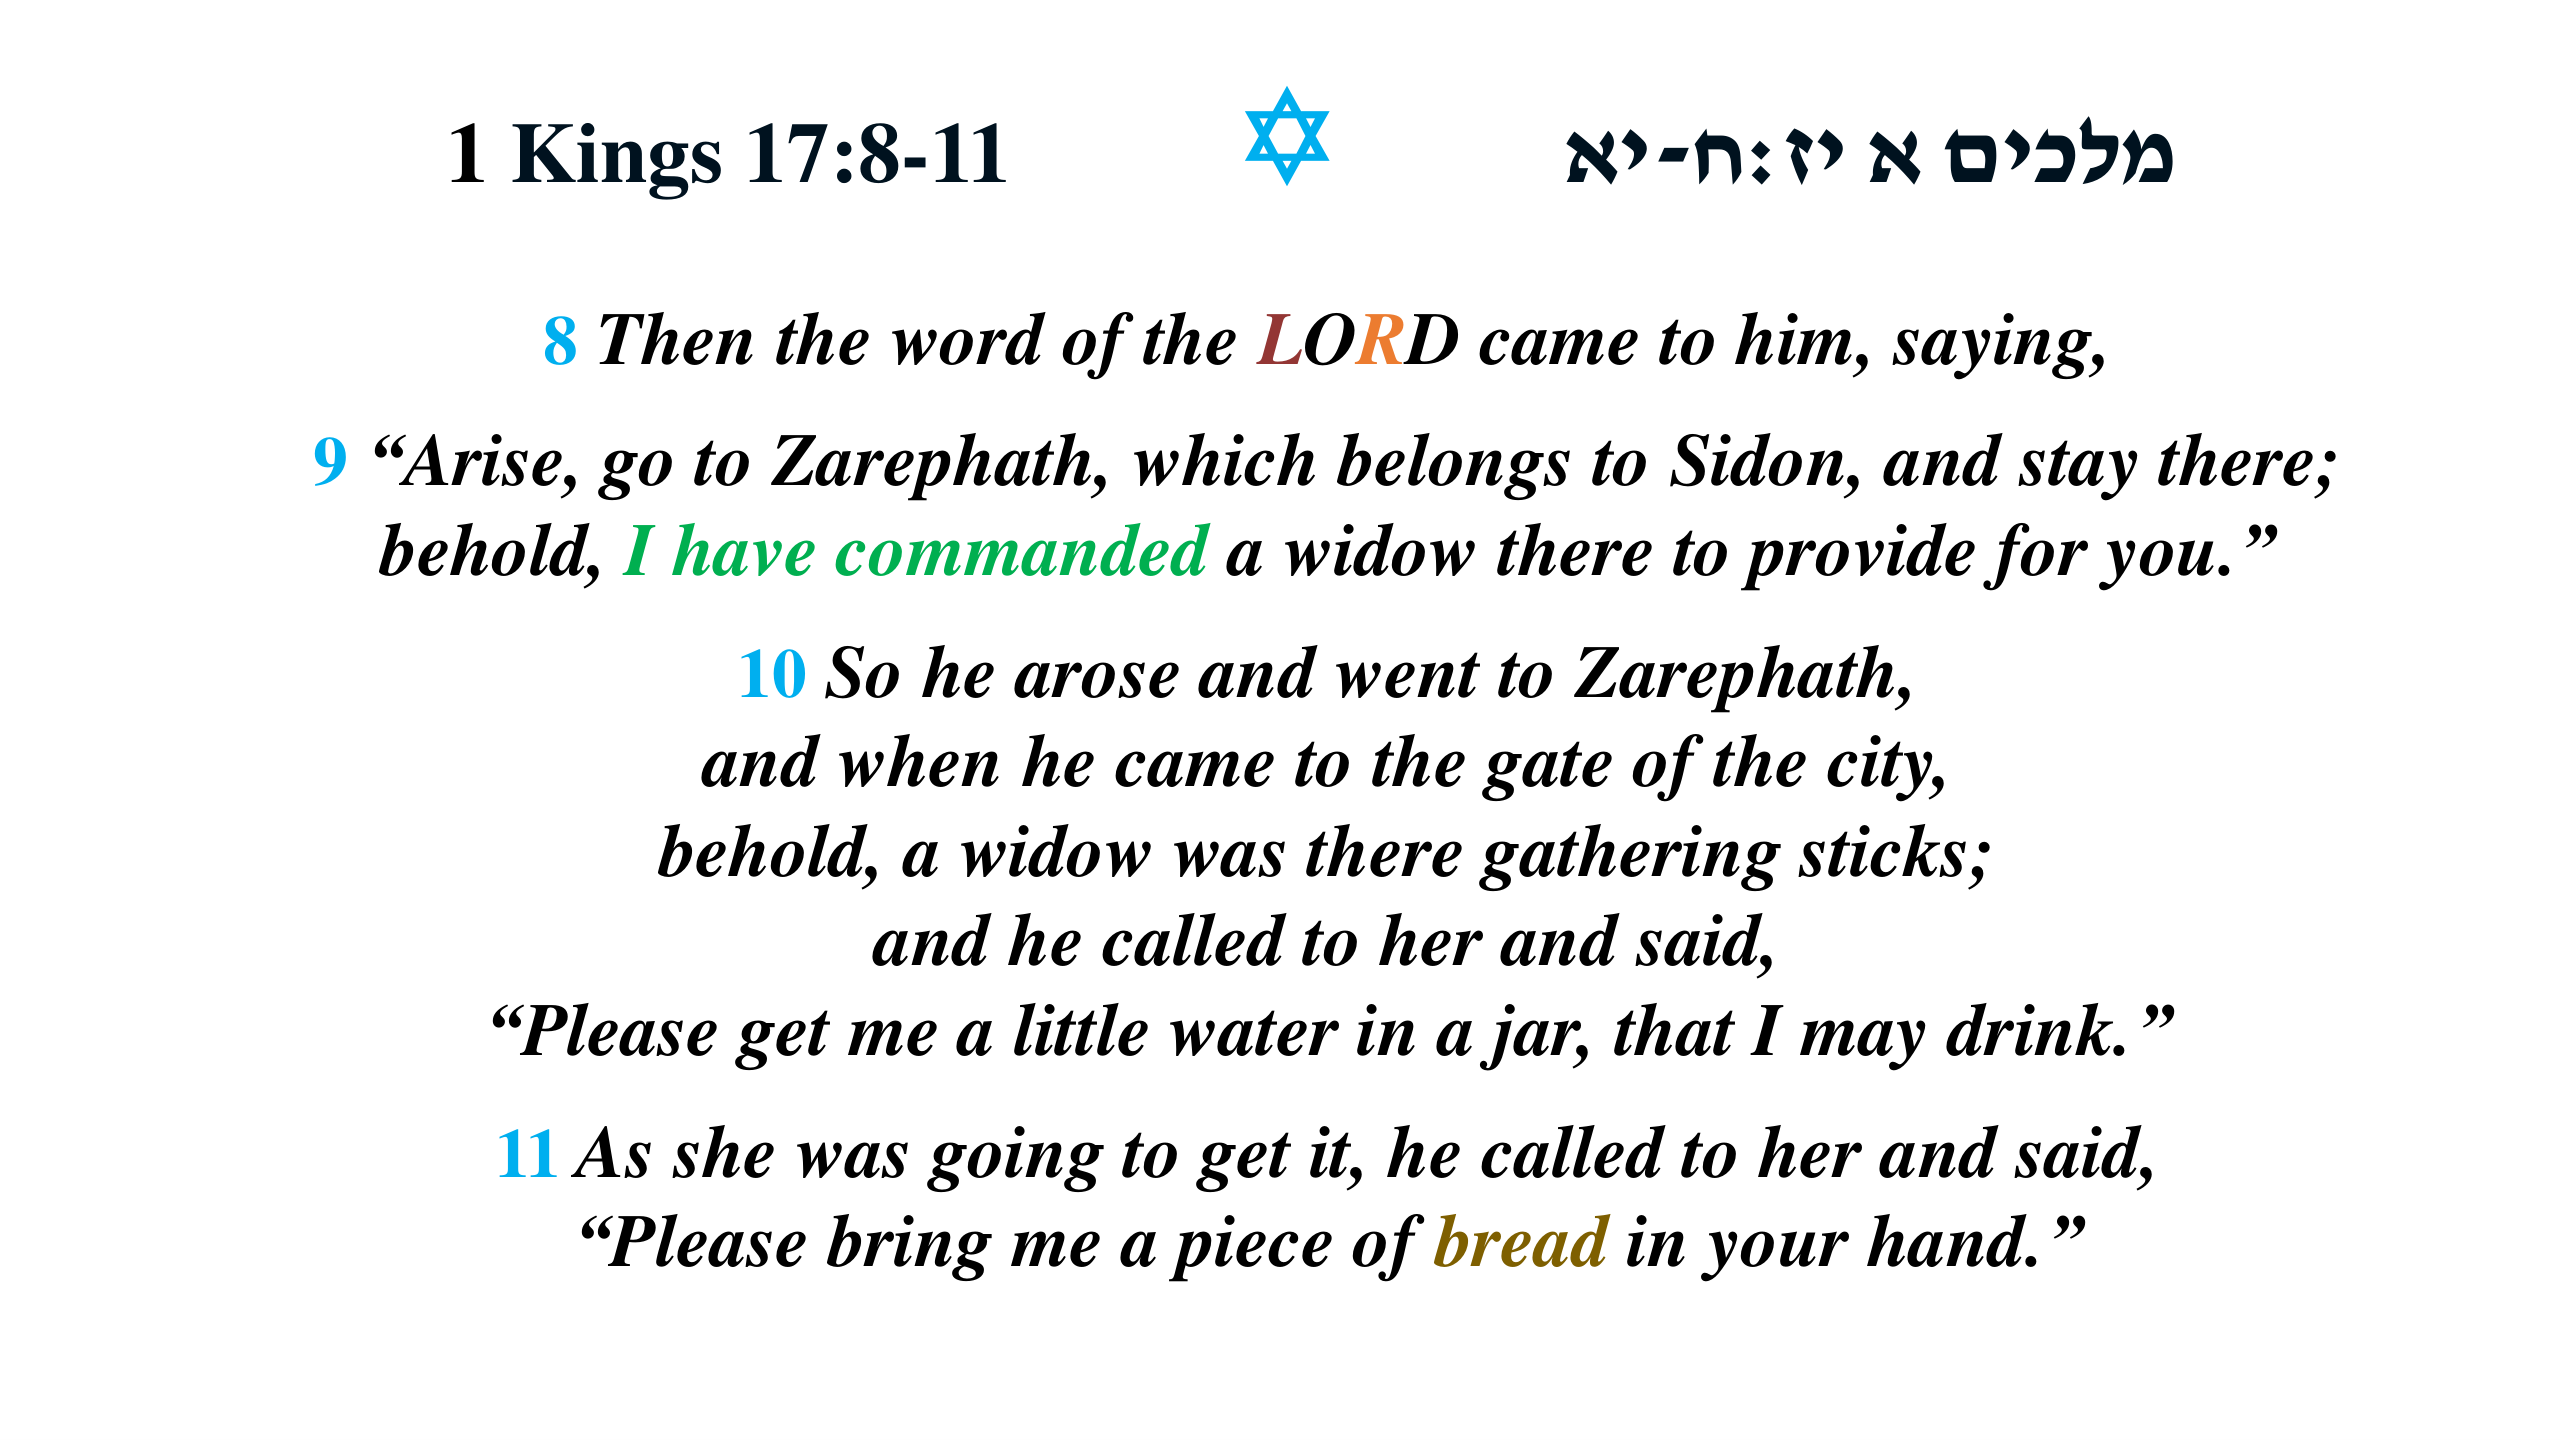 1 Kings 17:8-11 ✡ מלכים א יז:ח-יא
8 Then the word of the LORD came to him, saying,
9 “Arise, go to Zarephath, which belongs to Sidon, and stay there;
behold, I have commanded a widow there to provide for you.”
10 So he arose and went to Zarephath,
and when he came to the gate of the city,
behold, a widow was there gathering sticks;
and he called to her and said,
“Please get me a little water in a jar, that I may drink.”
11 As she was going to get it, he called to her and said,
“Please bring me a piece of bread in your hand.”